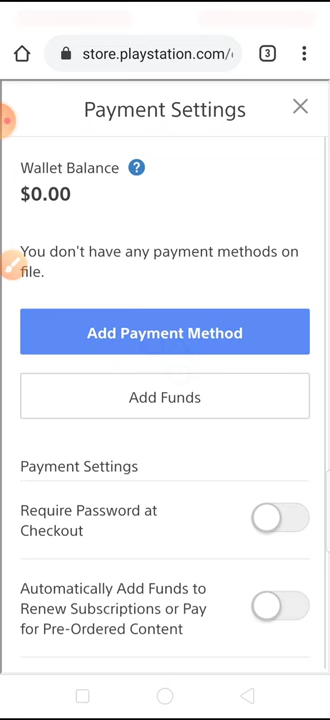 store.playstation.com/
3
Payment Settings
Wallet Balance ?
$0.00
You don't have any payment methods on
file.
Add Payment Method
Add Funds
Payment Settings
Require Password at
Checkout
Automatically Add Funds to
Renew Subscriptions or Pay
for Pre-Ordered Content